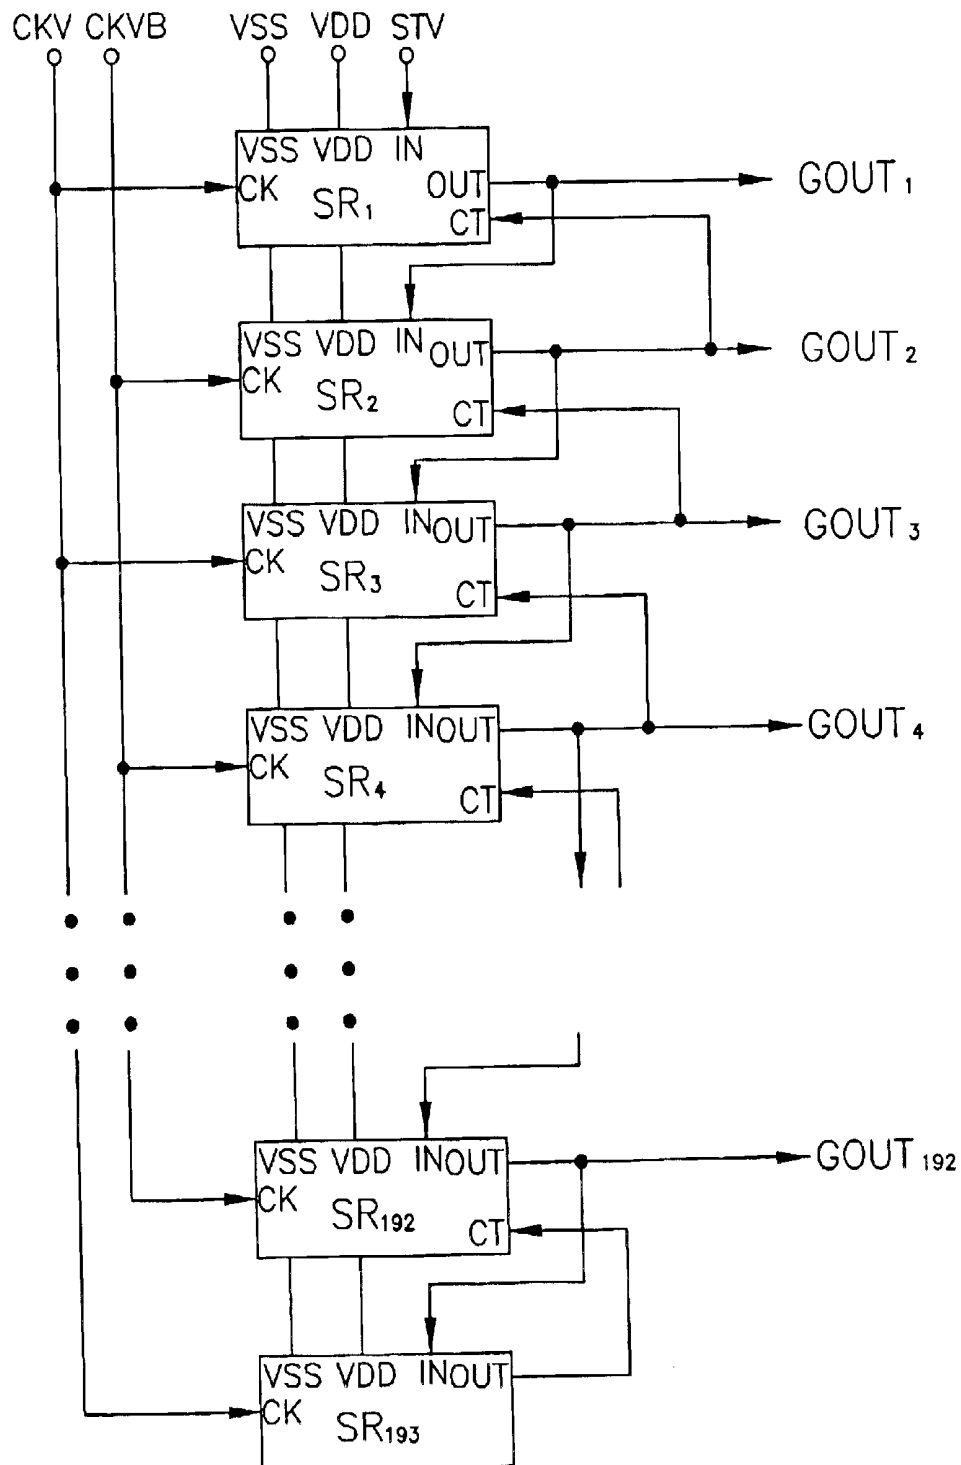 CKV CKVB VSS VDD STV
VSS VDD IN
CK SR1 OUT GOUT1
CT
VSS VDD IN OUT GOUT2
CK SR2
CT
VSS VDD IN OUT GOUT3
CK SR3
CT
VSS VDD IN OUT GOUT4
CK SR4
CT
VSS VDD IN OUT GOUT192
CK SR192
CT
VSS VDD IN OUT
CK SR193